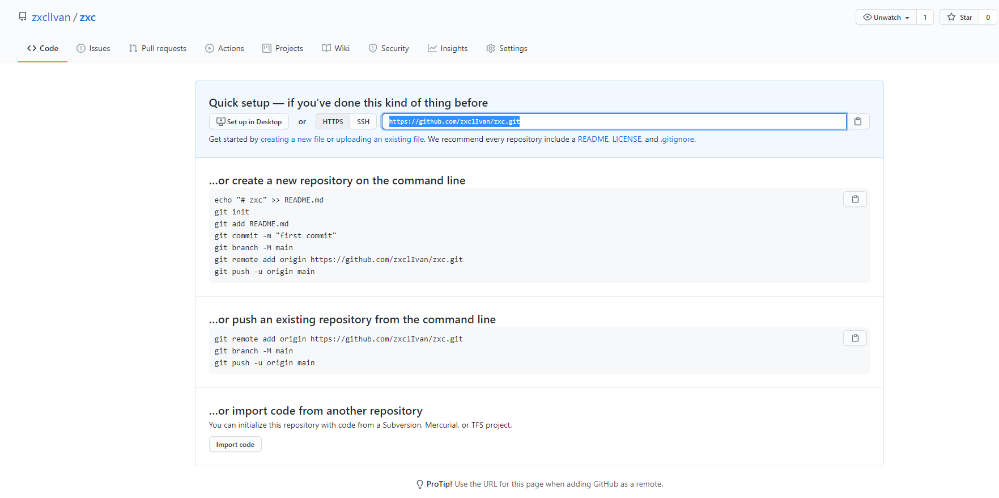 zxclIvan / zxc
Unwatch 1 Star 0
Code Issues Pull requests Actions Projects Wiki Security Insights Settings
Quick setup — if you’ve done this kind of thing before
Set up in Desktop or HTTPS SSH https://github.com/zxclIvan/zxc.git
Get started by creating a new file or uploading an existing file. We recommend every repository include a README, LICENSE, and .gitignore.
…or create a new repository on the command line
echo "# zxc" >> README.md
git init
git add README.md
git commit -m "first commit"
git branch -M main
git remote add origin https://github.com/zxclIvan/zxc.git
git push -u origin main
…or push an existing repository from the command line
git remote add origin https://github.com/zxclIvan/zxc.git
git branch -M main
git push -u origin main
…or import code from another repository
You can initialize this repository with code from a Subversion, Mercurial, or TFS project.
Import code
ProTip! Use the URL for this page when adding GitHub as a remote.